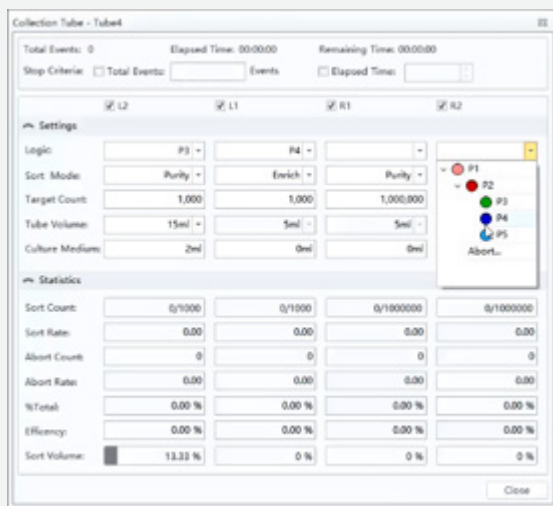 Collection Tube - Tube4
Total Events: 0 Elapsed Time: 00:00:00 Remaining Time: 00:00:00
Stop Criteria: Total Events: Events Elapsed Time:
L2 L1 R1 R2
Settings
Logic: P3 P4
P1
P2
P3
P4
P5
Abort...
Sort Mode: Purity Enrich Purity
Target Count: 1,000 1,000 1,000,000
Tube Volume: 15ml 5ml 5ml
Culture Medium: 2ml 0ml 0ml
Statistics
Sort Count: 0/1000 0/1000 0/1000000 0/1000000
Sort Rate: 0.00 0.00 0.00 0.00
Abort Count: 0 0 0 0
Abort Rate: 0.00 0.00 0.00 0.00
%Total: 0.00 % 0.00 % 0.00 % 0.00 %
Efficency: 0.00 % 0.00 % 0.00 % 0.00 %
Sort Volume: 13.33 % 0 % 0 % 0 %
Close